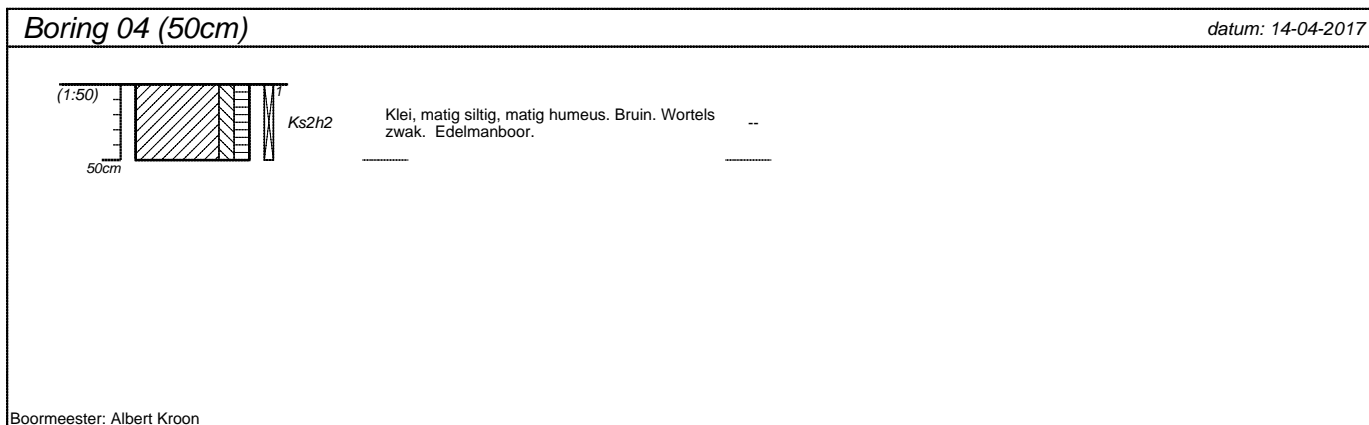 Boring 04 (50cm)
datum: 14-04-2017
(1:50)
1
Ks2h2
Klei, matig siltig, matig humeus. Bruin. Wortels
zwak. Edelmanboor.
--
50cm
Boormeester: Albert Kroon